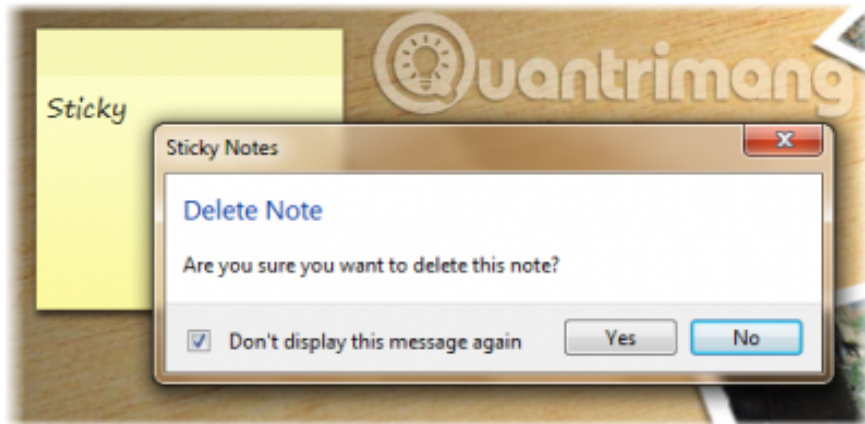 Quantrimang
Sticky
Sticky Notes
Delete Note
Are you sure you want to delete this note?
Don't display this message again
Yes
No